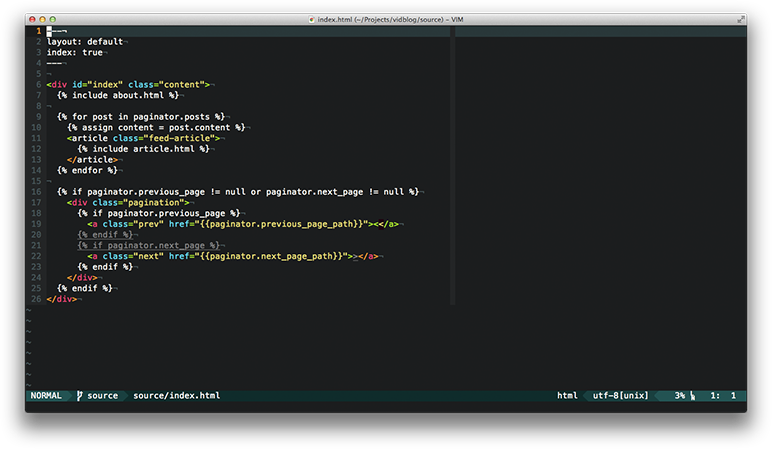 index.html (~/Projects/vidblog/source) – VIM
1 ---¬
2 layout: default¬
3 index: true¬
4 ---¬
5 ¬
6 <div id="index" class="content">¬
7 {% include about.html %}¬
8 ¬
9 {% for post in paginator.posts %}¬
10 {% assign content = post.content %}¬
11 <article class="feed-article">¬
12 {% include article.html %}¬
13 </article>¬
14 {% endfor %}¬
15 ¬
16 {% if paginator.previous_page != null or paginator.next_page != null %}¬
17 <div class="pagination">¬
18 {% if paginator.previous_page %}¬
19 <a class="prev" href="{{paginator.previous_page_path}}"><</a>¬
20 {% endif %}¬
21 {% if paginator.next_page %}¬
22 <a class="next" href="{{paginator.next_page_path}}">></a>¬
23 {% endif %}¬
24 </div>¬
25 {% endif %}¬
26 </div>¬
~
~
~
~
~
~
~
~
NORMAL source source/index.html html utf-8[unix] 3% 1: 1